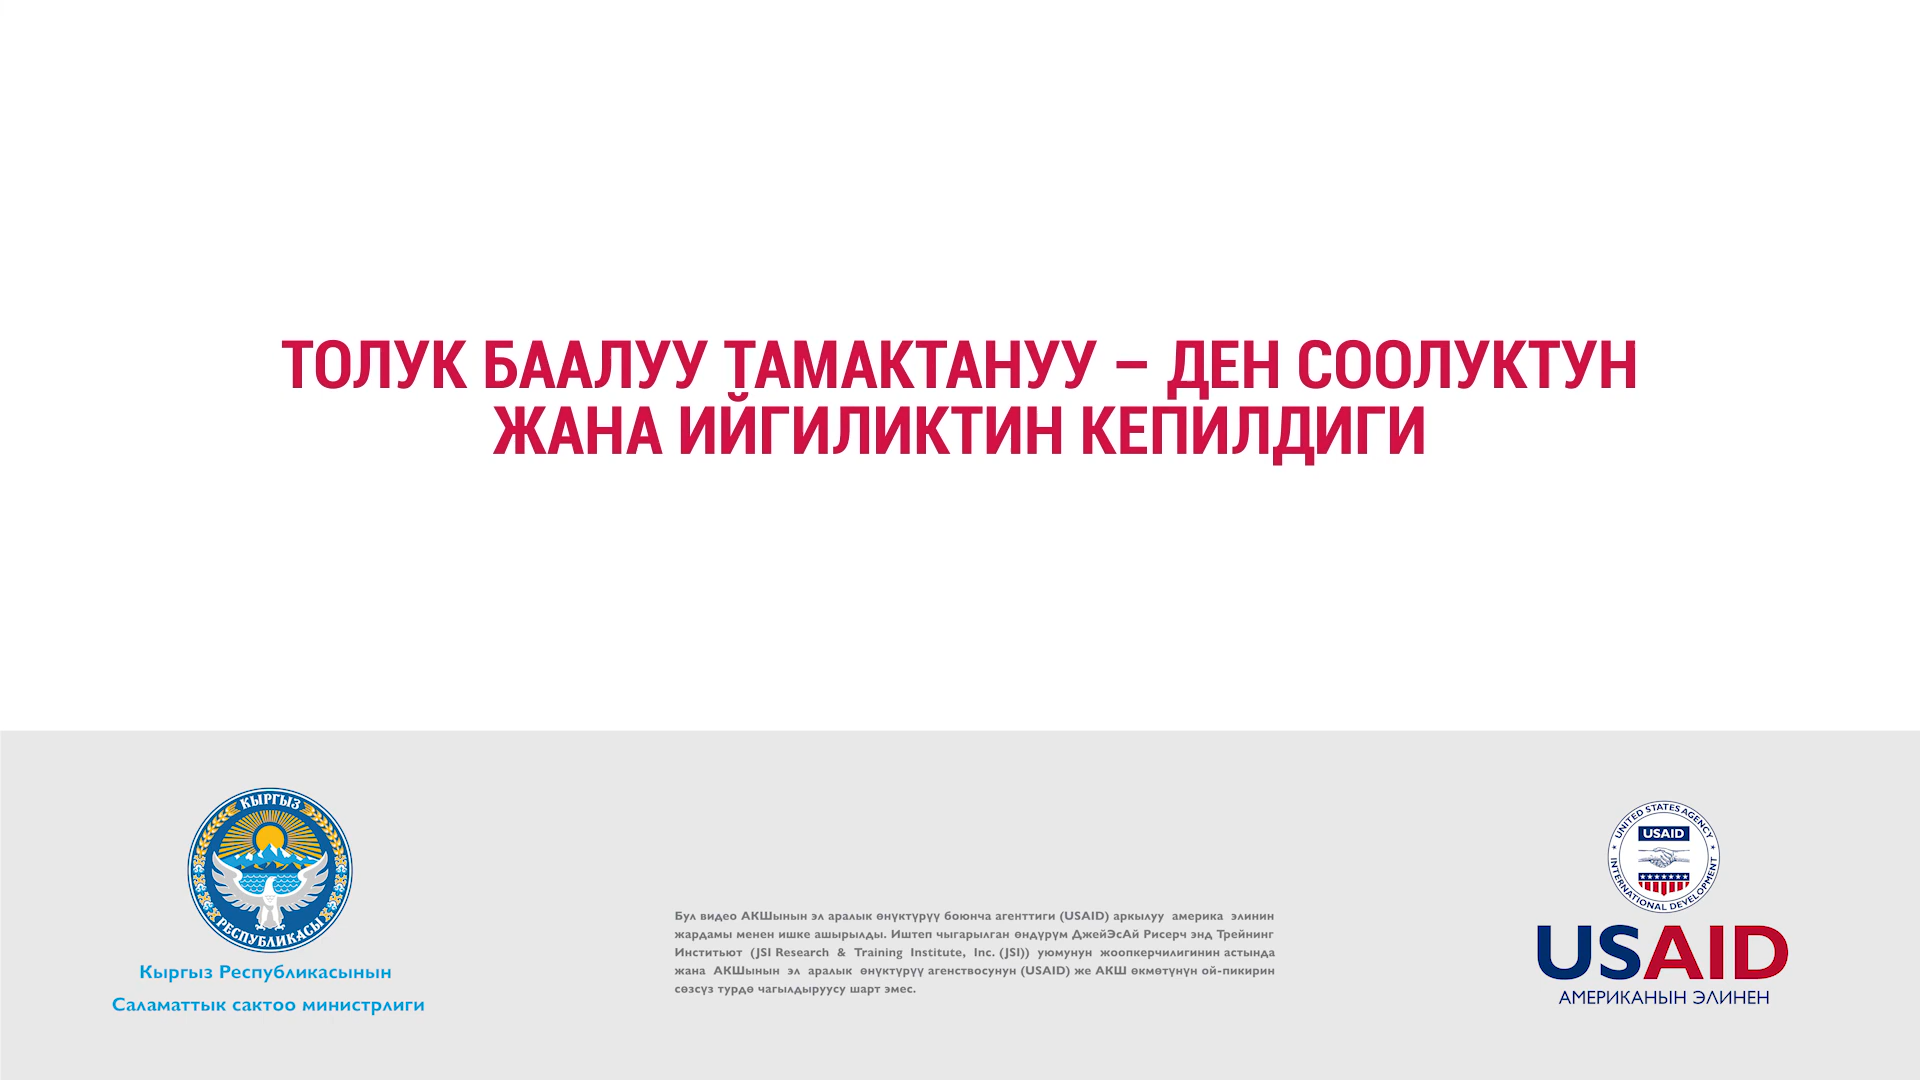 ТОЛУК БААЛУУ ТАМАКТАНУУ – ДЕН СООЛУКТУН
ЖАНА ИЙГИЛИКТИН КЕПИЛДИГИ
КЫРГЫЗ
РЕСПУБЛИКАСЫ
Кыргыз Республикасынын
Саламаттык сактоо министрлиги
Бул видео АКШынын эл аралык өнүктүрүү боюнча агенттиги (USAID) аркылуу америка элинин
жардамы менен ишке ашырылды. Иштеп чыгарылган өндүрүм ДжейЭсАй Рисерч энд Трейнинг
Институт (JSI Research & Training Institute, Inc. (JSI)) уюмунун жоопкерчилигинин астында
жана АКШынын эл аралык өнүктүрүү агенствосунун (USAID) же АКШ өкмөтүнүн ой-пикирин
сөзсүз турдө чагылдыруусу шарт эмес.
UNITED STATES AGENCY
USAID
INTERNATIONAL DEVELOPMENT
USAID
АМЕРИКАНЫН ЭЛИНЕН